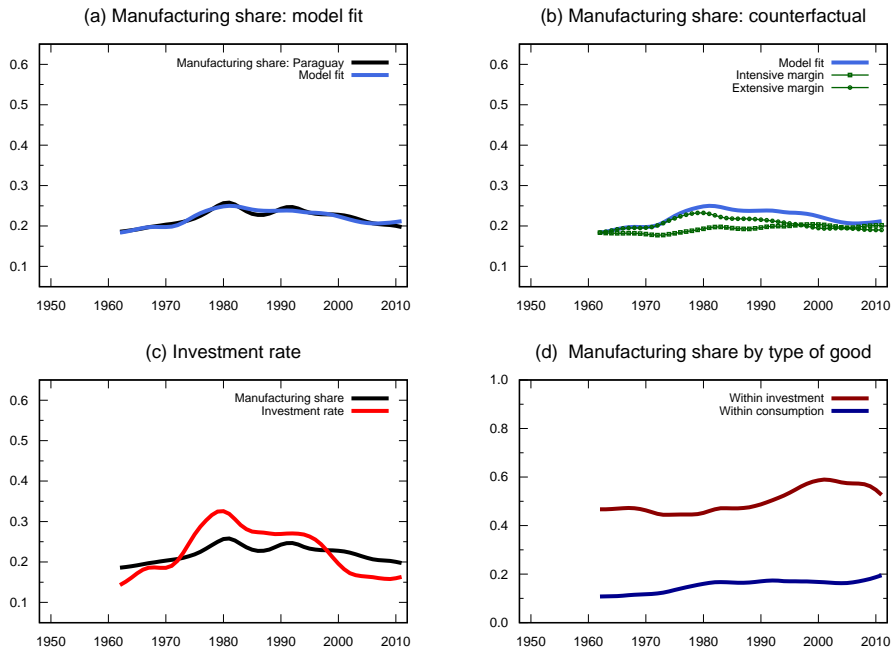 (a) Manufacturing share: model fit
0.6
0.5
0.4
0.3
0.2
0.1
1950 1960 1970 1980 1990 2000 2010
Manufacturing share: Paraguay
Model fit
(b) Manufacturing share: counterfactual
0.6
0.5
0.4
0.3
0.2
0.1
1950 1960 1970 1980 1990 2000 2010
Model fit
Intensive margin
Extensive margin
(c) Investment rate
0.6
0.5
0.4
0.3
0.2
0.1
1950 1960 1970 1980 1990 2000 2010
Manufacturing share
Investment rate
(d) Manufacturing share by type of good
1.0
0.8
0.6
0.4
0.2
0.0
1950 1960 1970 1980 1990 2000 2010
Within investment
Within consumption